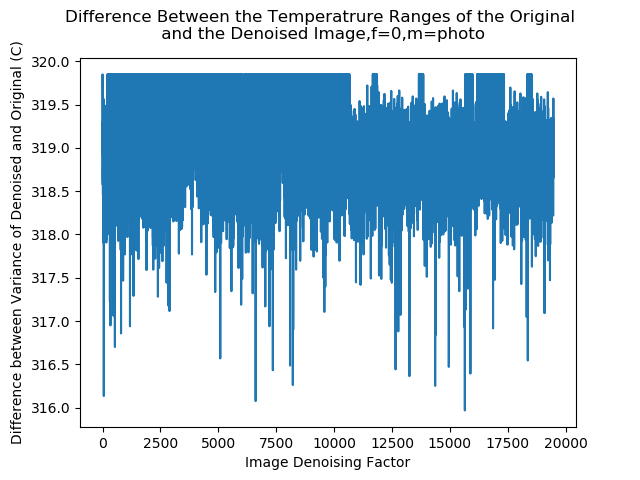 Difference Between the Temperatrure Ranges of the Original
and the Denoised Image,f=0,m=photo
Difference between Variance of Denoised and Original (C)
320.0
319.5
319.0
318.5
318.0
317.5
317.0
316.5
316.0
0 2500 5000 7500 10000 12500 15000 17500 20000
Image Denoising Factor